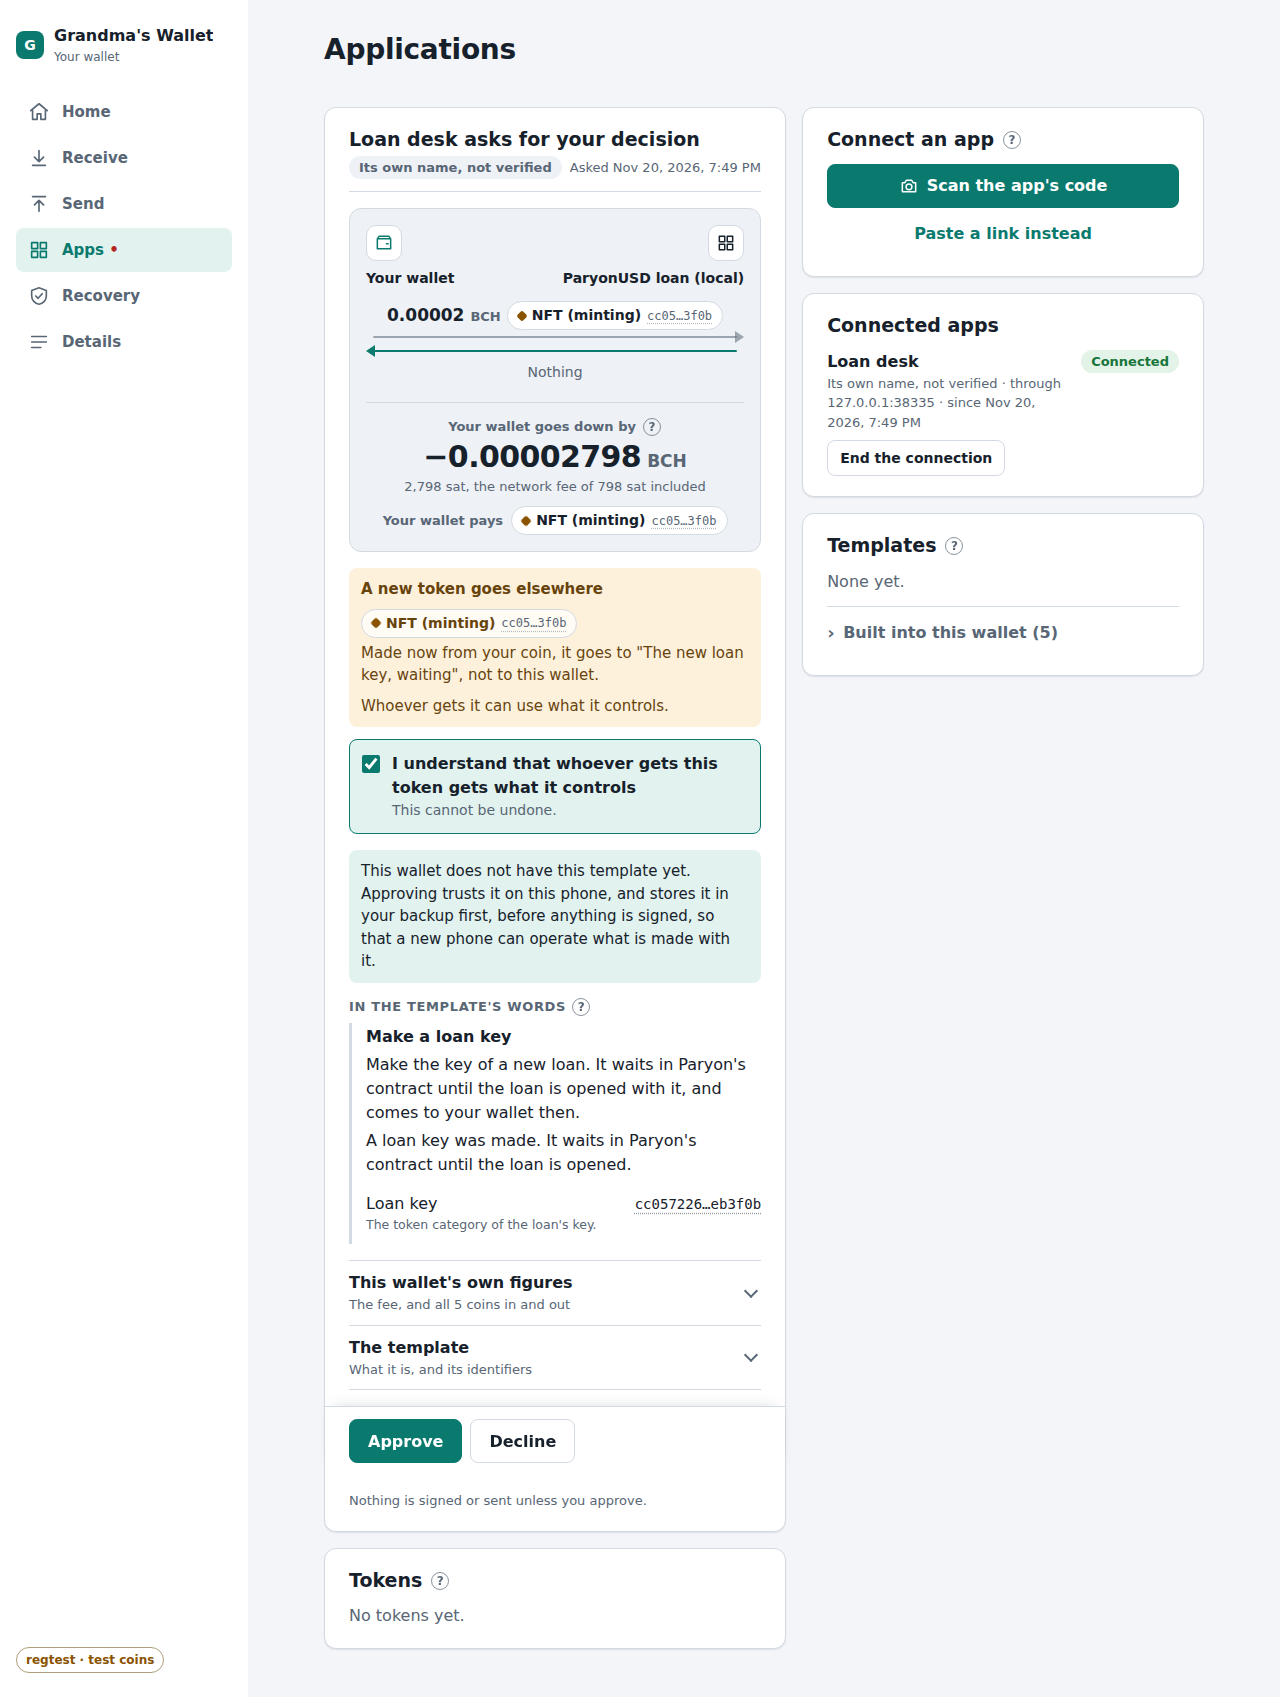 G
Grandma's Wallet
Your wallet
Home
Receive
Send
Apps •
Recovery
Details
regtest · test coins
Applications
Loan desk asks for your decision
Its own name, not verified Asked Nov 20, 2026, 7:49 PM
Your wallet ParyonUSD loan (local)
0.00002 BCH NFT (minting) cc05…3f0b
Nothing
Your wallet goes down by ?
−0.00002798 BCH
2,798 sat, the network fee of 798 sat included
Your wallet pays NFT (minting) cc05…3f0b
A new token goes elsewhere
NFT (minting) cc05…3f0b
Made now from your coin, it goes to "The new loan
key, waiting", not to this wallet.
Whoever gets it can use what it controls.
I understand that whoever gets this
token gets what it controls
This cannot be undone.
This wallet does not have this template yet.
Approving trusts it on this phone, and stores it in
your backup first, before anything is signed, so
that a new phone can operate what is made with
it.
IN THE TEMPLATE'S WORDS ?
Make a loan key
Make the key of a new loan. It waits in Paryon's
contract until the loan is opened with it, and
comes to your wallet then.
A loan key was made. It waits in Paryon's
contract until the loan is opened.
Loan key cc057226…eb3f0b
The token category of the loan's key.
This wallet's own figures
The fee, and all 5 coins in and out
The template
What it is, and its identifiers
Approve Decline
Nothing is signed or sent unless you approve.
Tokens ?
No tokens yet.
Connect an app ?
Scan the app's code
Paste a link instead
Connected apps
Loan desk Connected
Its own name, not verified · through
127.0.0.1:38335 · since Nov 20,
2026, 7:49 PM
End the connection
Templates ?
None yet.
› Built into this wallet (5)